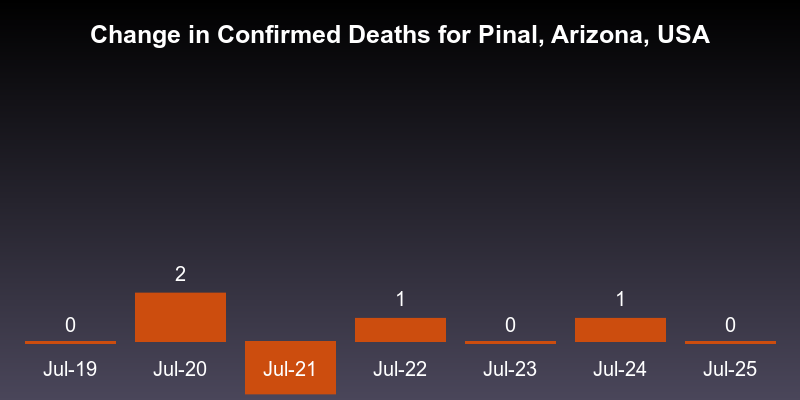 Change in Confirmed Deaths for Pinal, Arizona, USA
0 2 1 0 1 0
Jul-19 Jul-20 Jul-21 Jul-22 Jul-23 Jul-24 Jul-25